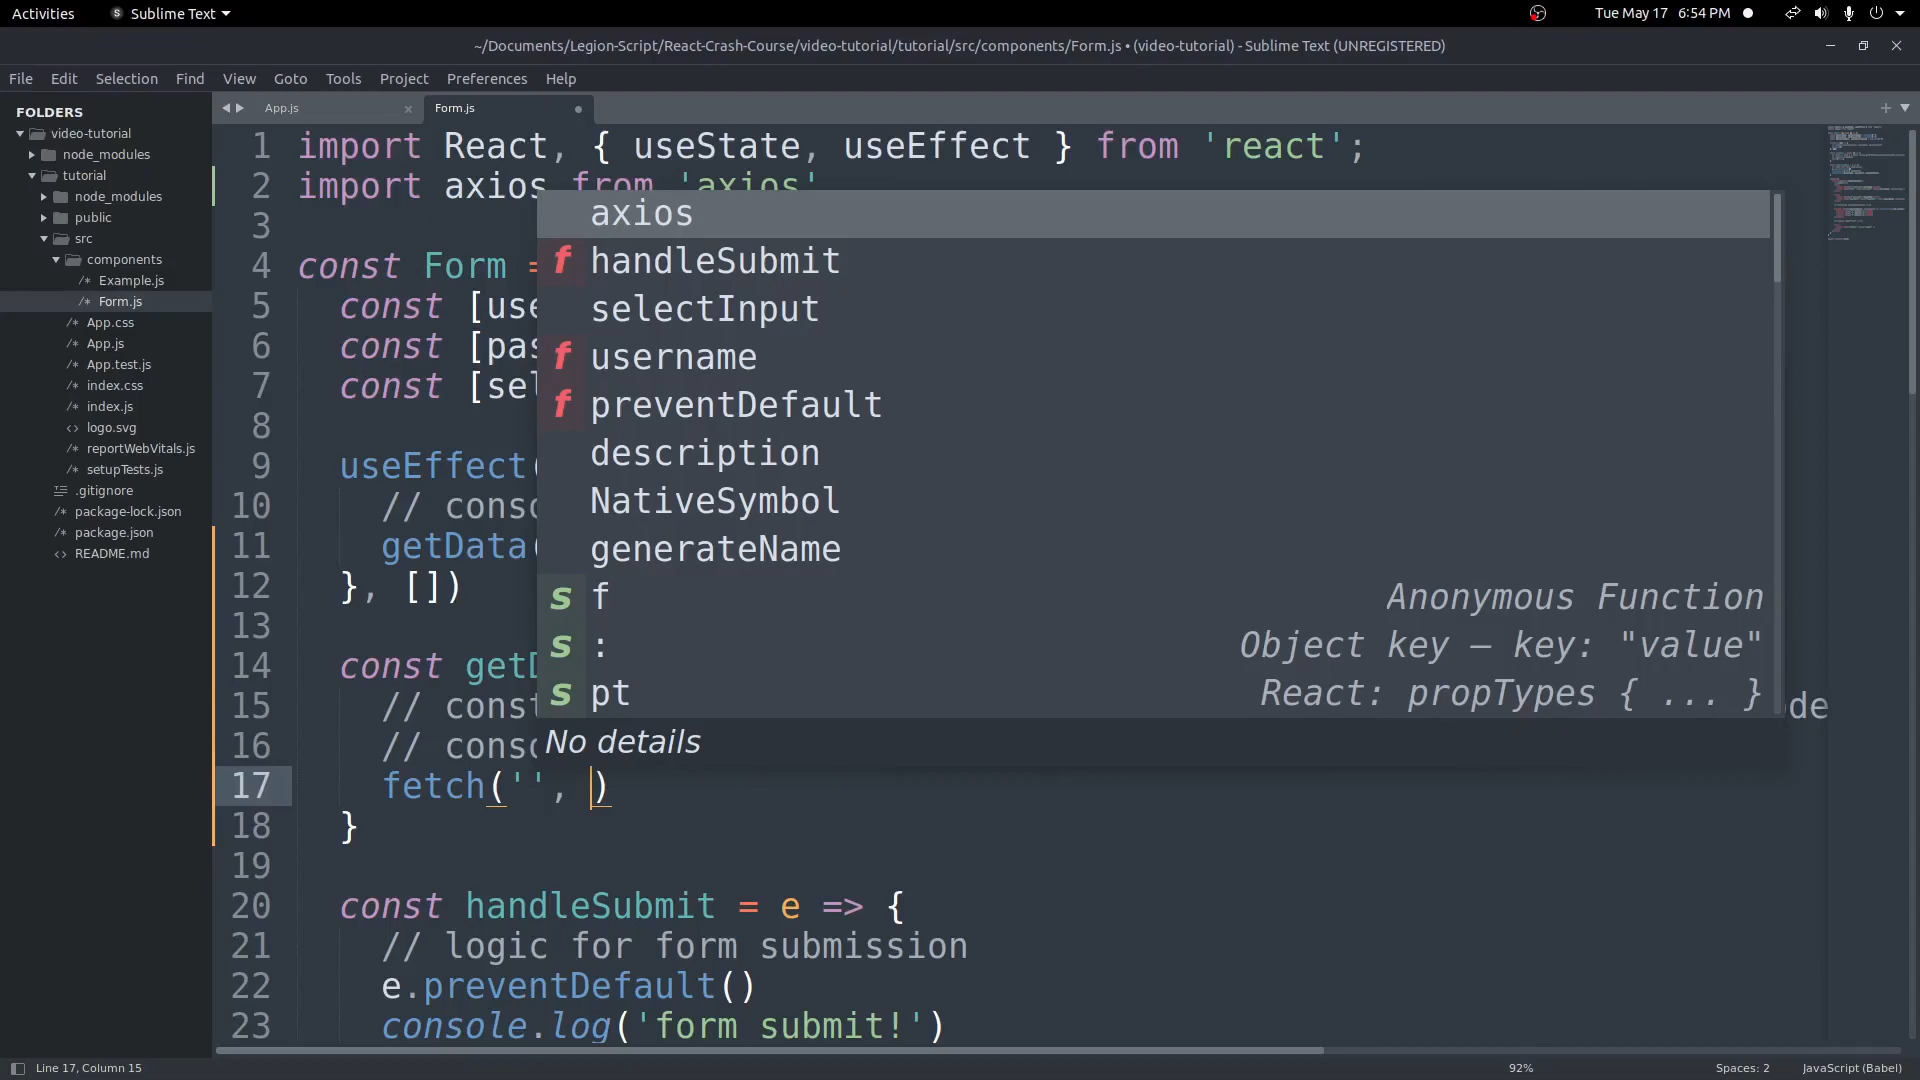 Activities
Sublime Text
Tue May 17 6:54 PM
~/Documents/Legion-Script/React-Crash-Course/video-tutorial/tutorial/src/components/Form.js • (video-tutorial) - Sublime Text (UNREGISTERED)
File Edit Selection Find View Goto Tools Project Preferences Help
FOLDERS
video-tutorial
node_modules
tutorial
node_modules
public
src
components
/* Example.js
/* Form.js
/* App.css
/* App.js
/* App.test.js
/* index.css
/* index.js
<> logo.svg
/* reportWebVitals.js
/* setupTests.js
.gitignore
/* package-lock.json
/* package.json
<> README.md
App.js
Form.js
1 import React, { useState, useEffect } from 'react';
2 import axios from 'axios'
3
4 const Form =
5 const [use
6 const [pas
7 const [sel
8
9 useEffect(
10 // conso
11 getData(
12 }, [])
13
14 const getD
15 // const
16 // conso
17 fetch('', )
18 }
19
20 const handleSubmit = e => {
21 // logic for form submission
22 e.preventDefault()
23 console.log('form submit!')
axios
f handleSubmit
selectInput
f username
f preventDefault
description
NativeSymbol
generateName
s f Anonymous Function
s : Object key — key: "value"
s pt React: propTypes { ... }
No details
ode
Line 17, Column 15
92%
Spaces: 2
JavaScript (Babel)